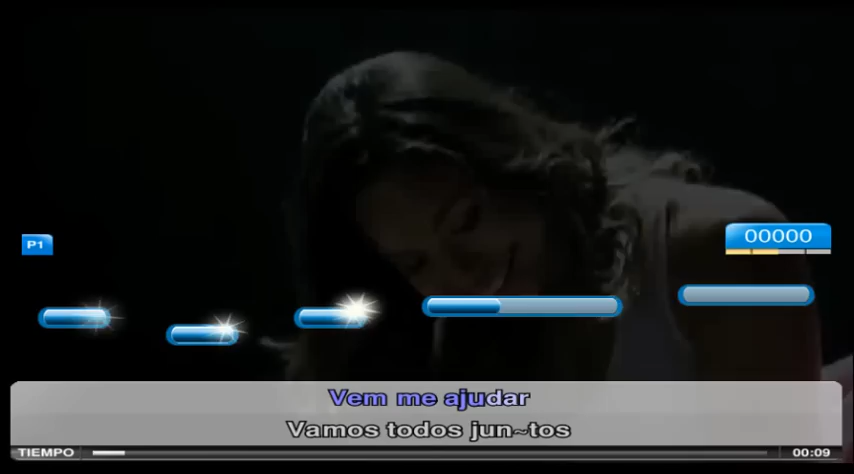 P1
00000
Vem me ajudar
Vamos todos jun~tos
TIEMPO
00:09